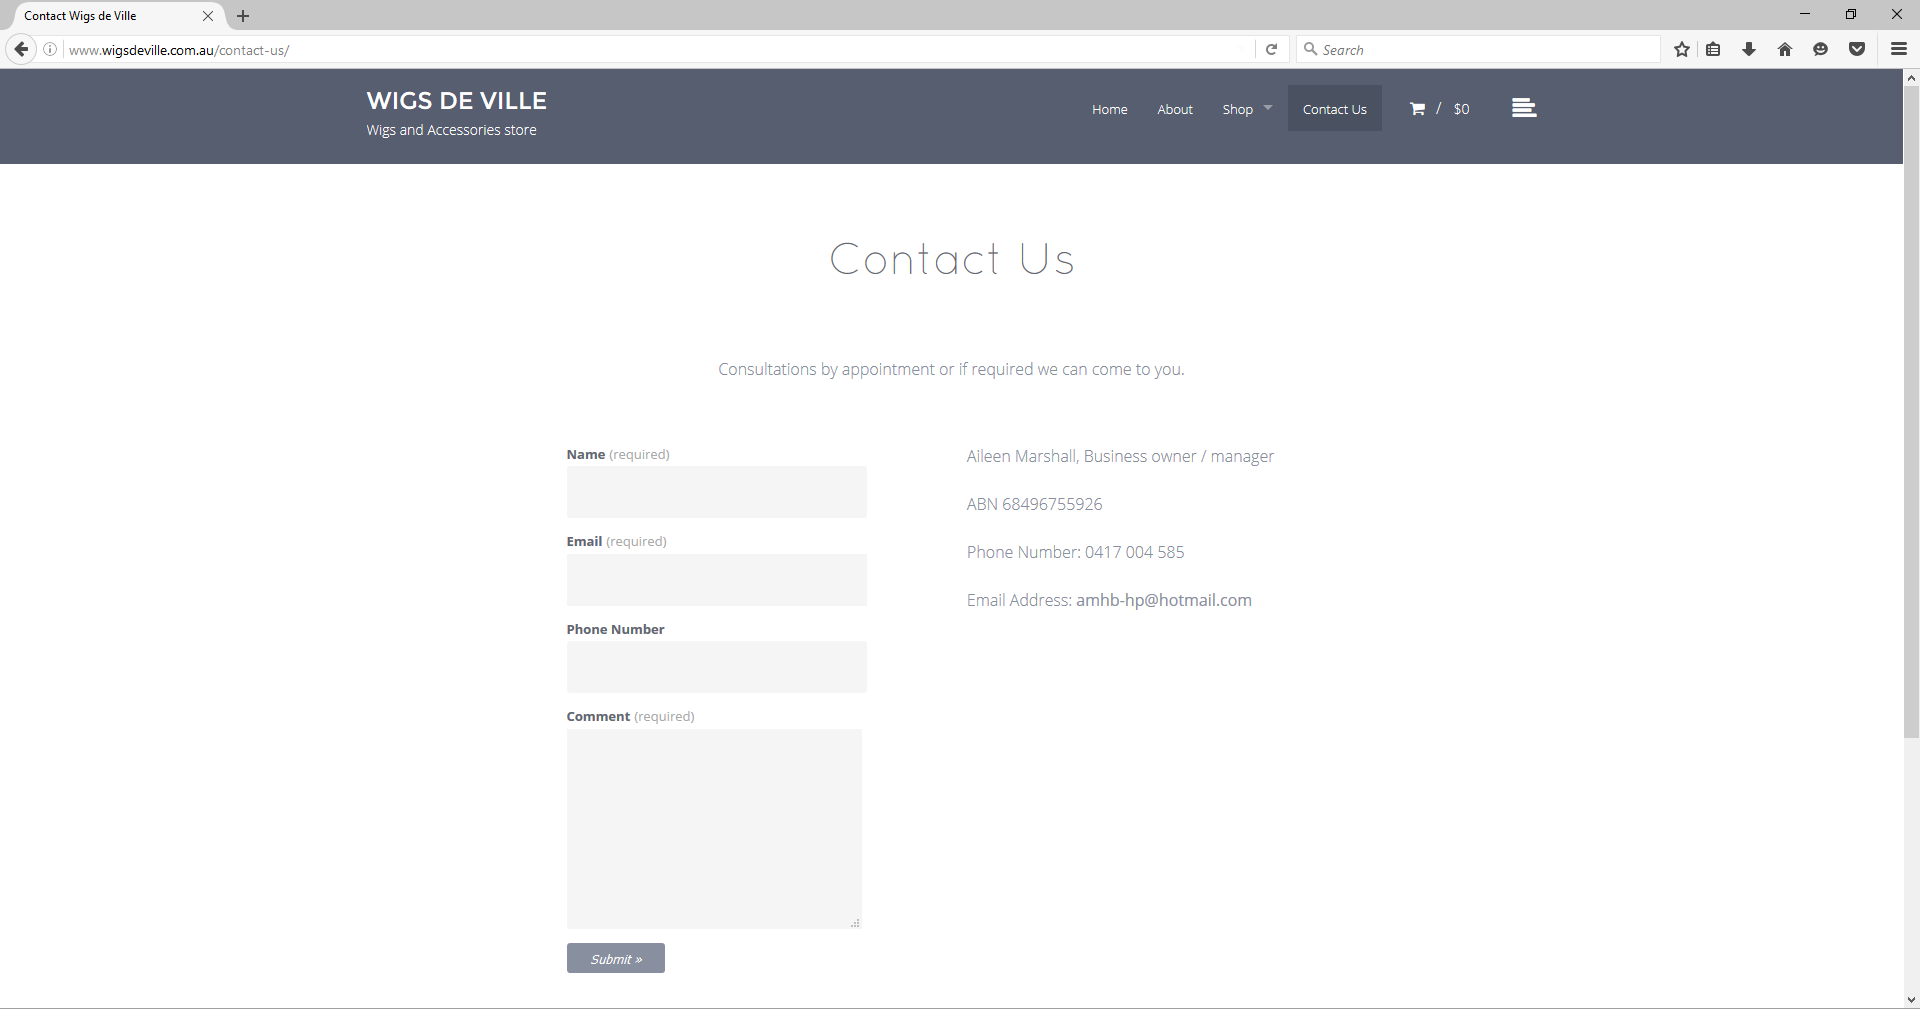 Contact Wigs de Ville
www.wigsdeville.com.au/contact-us/
Search
WIGS DE VILLE
Wigs and Accessories store
Home
About
Shop
Contact Us
/ $0
Contact Us
Consultations by appointment or if required we can come to you.
Name (required)
Email (required)
Phone Number
Comment (required)
Submit »
Aileen Marshall, Business owner / manager
ABN 68496755926
Phone Number: 0417 004 585
Email Address: amhb-hp@hotmail.com